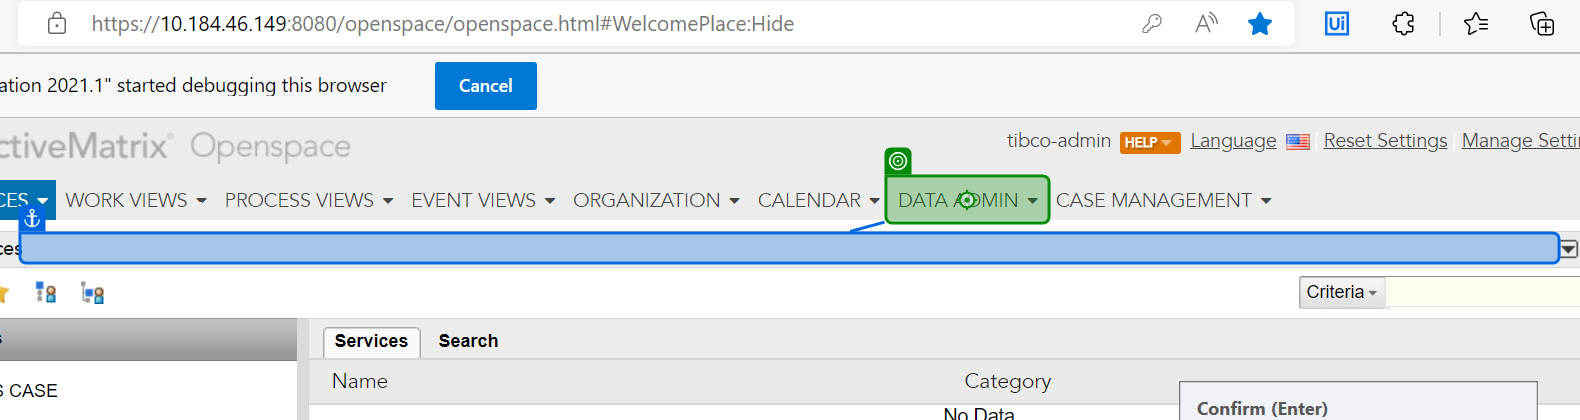 https://10.184.46.149:8080/openspace/openspace.html#WelcomePlace:Hide
ation 2021.1" started debugging this browser
Cancel
ctiveMatrix® Openspace
tibco-admin HELP Language Reset Settings Manage Setti
CES WORK VIEWS PROCESS VIEWS EVENT VIEWS ORGANIZATION CALENDAR DATA ADMIN CASE MANAGEMENT
ces
Criteria
s
Services Search
S CASE
Name Category
No Data
Confirm (Enter)